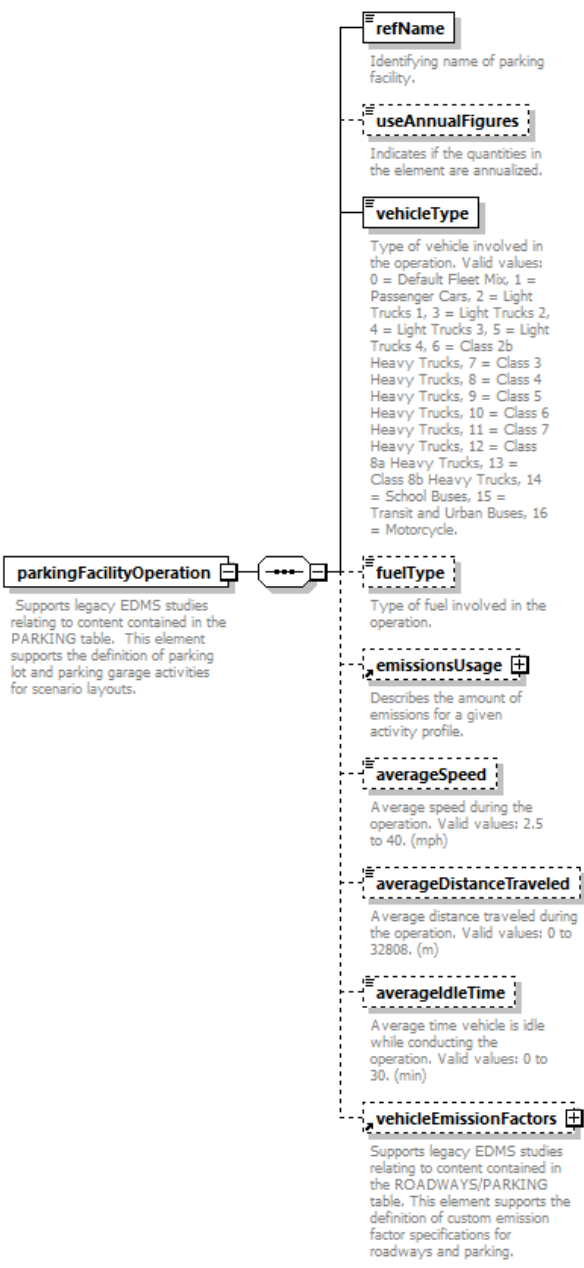 refName
Identifying name of parking
facility.
useAnnualFigures
Indicates if the quantities in
the element are annualized.
vehicleType
Type of vehicle involved in
the operation. Valid values:
0 = Default Fleet Mix, 1 =
Passenger Cars, 2 = Light
Trucks 1, 3 = Light Trucks 2,
4 = Light Trucks 3, 5 = Light
Trucks 4, 6 = Class 2b
Heavy Trucks, 7 = Class 3
Heavy Trucks, 8 = Class 4
Heavy Trucks, 9 = Class 5
Heavy Trucks, 10 = Class 6
Heavy Trucks, 11 = Class 7
Heavy Trucks, 12 = Class
8a Heavy Trucks, 13 =
Class 8b Heavy Trucks, 14
= School Buses, 15 =
Transit and Urban Buses, 16
= Motorcycle.
parkingFacilityOperation
Supports legacy EDMS studies
relating to content contained in the
PARKING table.  This element
supports the definition of parking
lot and parking garage activities
for scenario layouts.
fuelType
Type of fuel involved in the
operation.
emissionsUsage
Describes the amount of
emissions for a given
activity profile.
averageSpeed
Average speed during the
operation. Valid values: 2.5
to 40. (mph)
averageDistanceTraveled
Average distance traveled during
the operation. Valid values: 0 to
32808. (m)
averageIdleTime
Average time vehicle is idle
while conducting the
operation. Valid values: 0 to
30. (min)
vehicleEmissionFactors
Supports legacy EDMS studies
relating to content contained in
the ROADWAYS/PARKING
table. This element supports the
definition of custom emission
factor specifications for
roadways and parking.